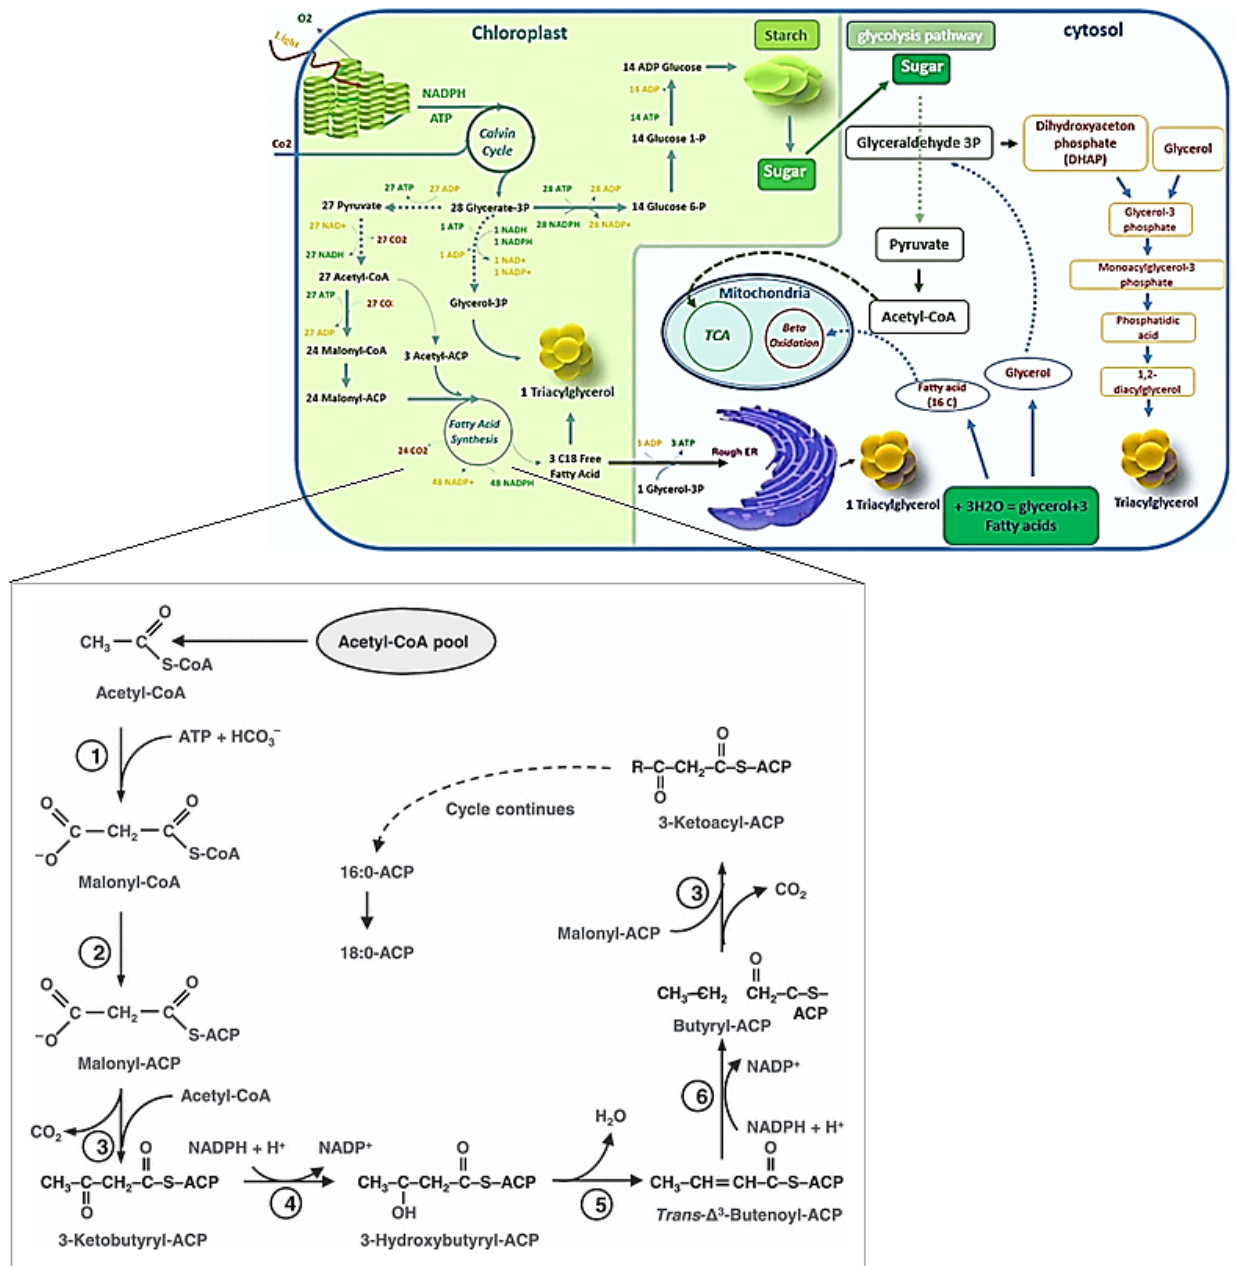 Chloroplast
Starch
glycolysis pathway
cytosol
O2
Light
NADPH
ATP
Co2
Calvin
Cycle
14 ADP Glucose
14 ADP
14 ATP
14 Glucose 1-P
14 Glucose 6-P
Sugar
Sugar
Glyceraldehyde 3P
Dihydroxyaceton
phosphate
(DHAP)
Glycerol
27 ATP
27 ADP
27 Pyruvate
28 Glycerate-3P
28 ATP
28 ADP
28 NADPH
28 NADP+
27 NAD+
27 CO2
27 NADH
1 ATP
1 NADH
1 NADPH
1 ADP
1 NAD+
1 NADP+
27 Acetyl-CoA
27 ATP
27 CO
27 ADP
Glycerol-3P
24 Malonyl-CoA
3 Acetyl-ACP
24 Malonyl-ACP
1 Triacylglycerol
Fatty Acid
Synthesis
24 CO2
48 NADP+
48 NADPH
3 C18 Free
Fatty Acid
Pyruvate
Acetyl-CoA
Mitochondria
TCA
Beta
Oxidation
Glycerol-3
phosphate
Monoacylglycerol-3
phosphate
Phosphatidic
acid
1,2-
diacylglycerol
Triacylglycerol
Fatty acid
(16 C)
Glycerol
3 ADP
3 ATP
1 Glycerol-3P
Rough ER
1 Triacylglycerol
+ 3H2O = glycerol+3
Fatty acids
O
CH₃—C
S-CoA
Acetyl-CoA
Acetyl-CoA pool
1
ATP + HCO₃⁻
O O
C—CH₂—C
⁻O S-CoA
Malonyl-CoA
2
O O
C—CH₂—C
⁻O S-ACP
Malonyl-ACP
Acetyl-CoA
CO₂
3
O
CH₃-C-CH₂-C-S-ACP
O
3-Ketobutyryl-ACP
NADPH + H⁺
NADP⁺
4
O
CH₃-C-CH₂-C-S-ACP
OH
3-Hydroxybutyryl-ACP
H₂O
5
O
CH₃-CH=CHC-S-ACP
Trans-Δ³-Butenoyl-ACP
NADPH + H⁺
6
NADP⁺
O
CH₃-CH₂ CH₂-C-S-
ACP
Butyryl-ACP
Malonyl-ACP
3
CO₂
O
R-C-CH₂-C-S-ACP
O
3-Ketoacyl-ACP
Cycle continues
16:0-ACP
18:0-ACP